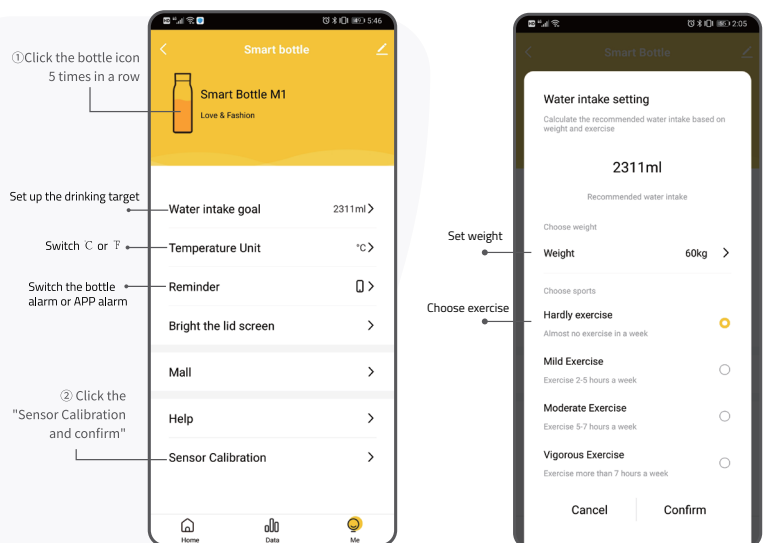 ①Click the bottle icon
5 times in a row
Set up the drinking target
Switch ℃ or ℉
Switch the bottle
alarm or APP alarm
② Click the
"Sensor Calibration
and confirm"
5:46
Smart bottle
Smart Bottle M1
Love & Fashion
Water intake goal 2311ml
Temperature Unit °C
Reminder
Bright the lid screen
Mall
Help
Sensor Calibration
Home Data Me
Set weight
Choose exercise
2:05
Smart Bottle
Water intake setting
Calculate the recommended water intake based on
weight and exercise
2311ml
Recommended water intake
Choose weight
Weight 60kg
Choose sports
Hardly exercise
Almost no exercise in a week
Mild Exercise
Exercise 2-5 hours a week
Moderate Exercise
Exercise 5-7 hours a week
Vigorous Exercise
Exercise more than 7 hours a week
Cancel Confirm